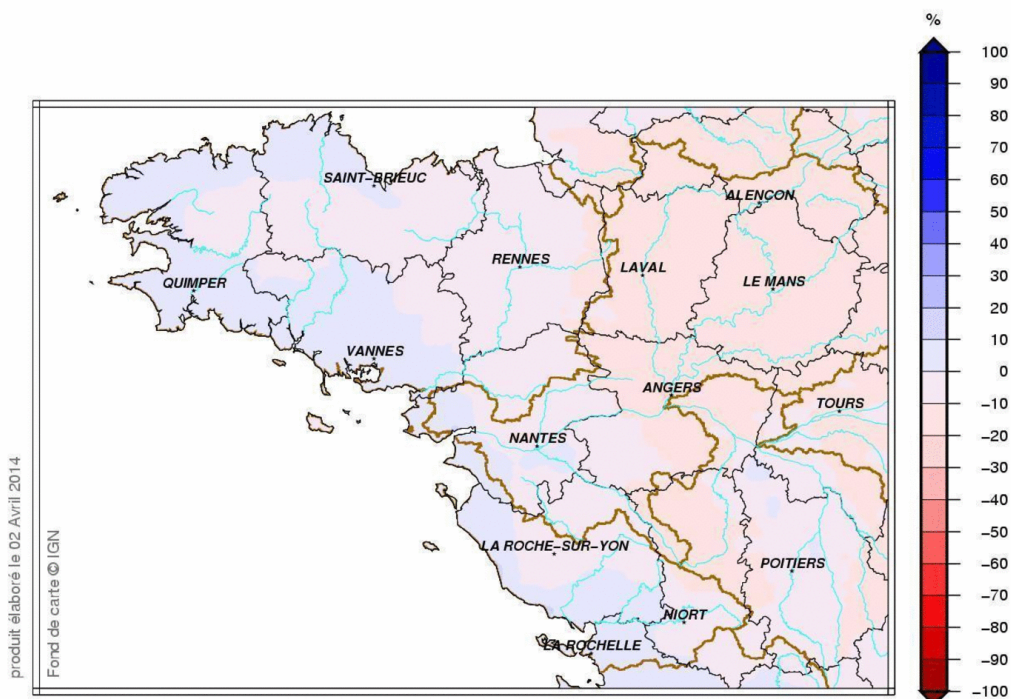 %
100
90
80
70
60
50
40
30
20
10
0
-10
-20
-30
-40
-50
-60
-70
-80
-90
-100
SAINT-BRIEUC
ALENCON
RENNES
LAVAL
LE MANS
QUIMPER
VANNES
ANGERS
TOURS
NANTES
LA ROCHE-SUR-YON
POITIERS
NIORT
LA ROCHELLE
produit élaboré le 02 Avril 2014
Fond de carte © IGN